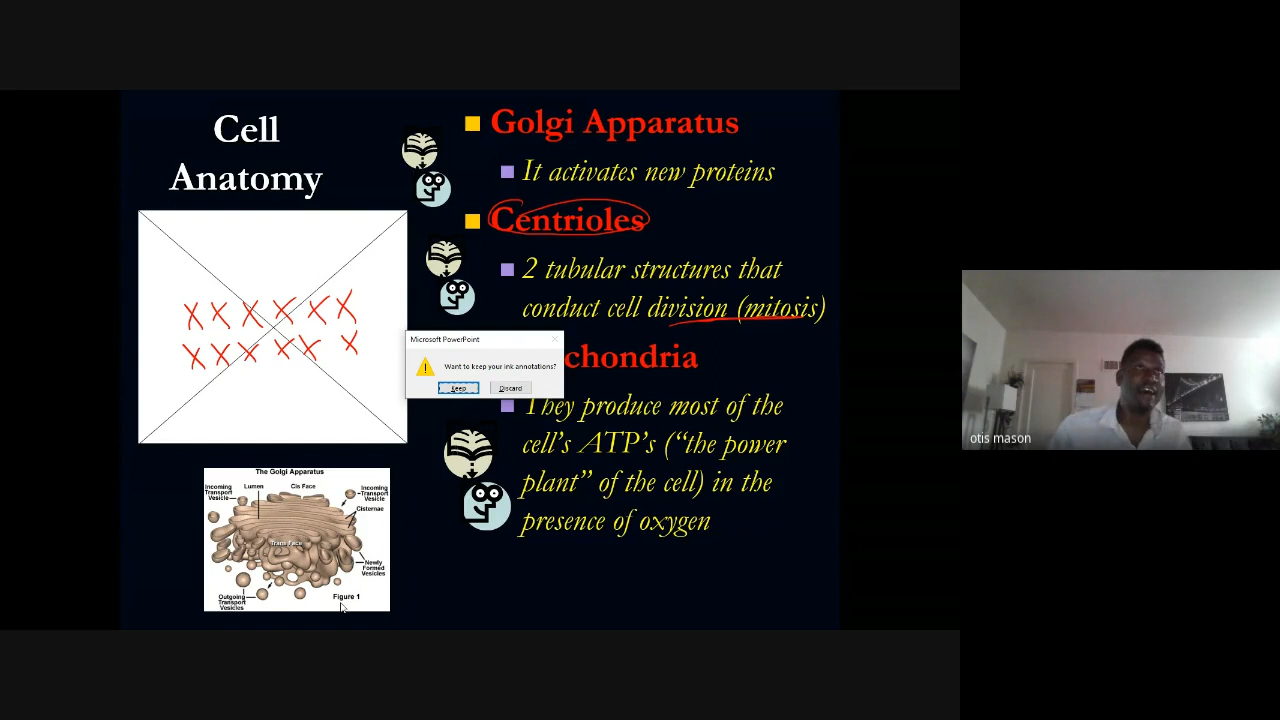 Cell
Anatomy
Golgi Apparatus
It activates new proteins
Centrioles
2 tubular structures that
conduct cell division (mitosis)
chondria
They produce most of the
cell's ATP's (“the power
plant” of the cell) in the
presence of oxygen
X X X X X X
X X X X X X
Microsoft PowerPoint
Want to keep your ink annotations?
Keep
Discard
The Golgi Apparatus
Incoming
Transport
Vesicle
Lumen
Cis Face
Incoming
Transport
Vesicle
Cisternae
Trans Face
Newly
Formed
Vesicles
Outgoing
Transport
Vesicles
Figure 1
otis mason